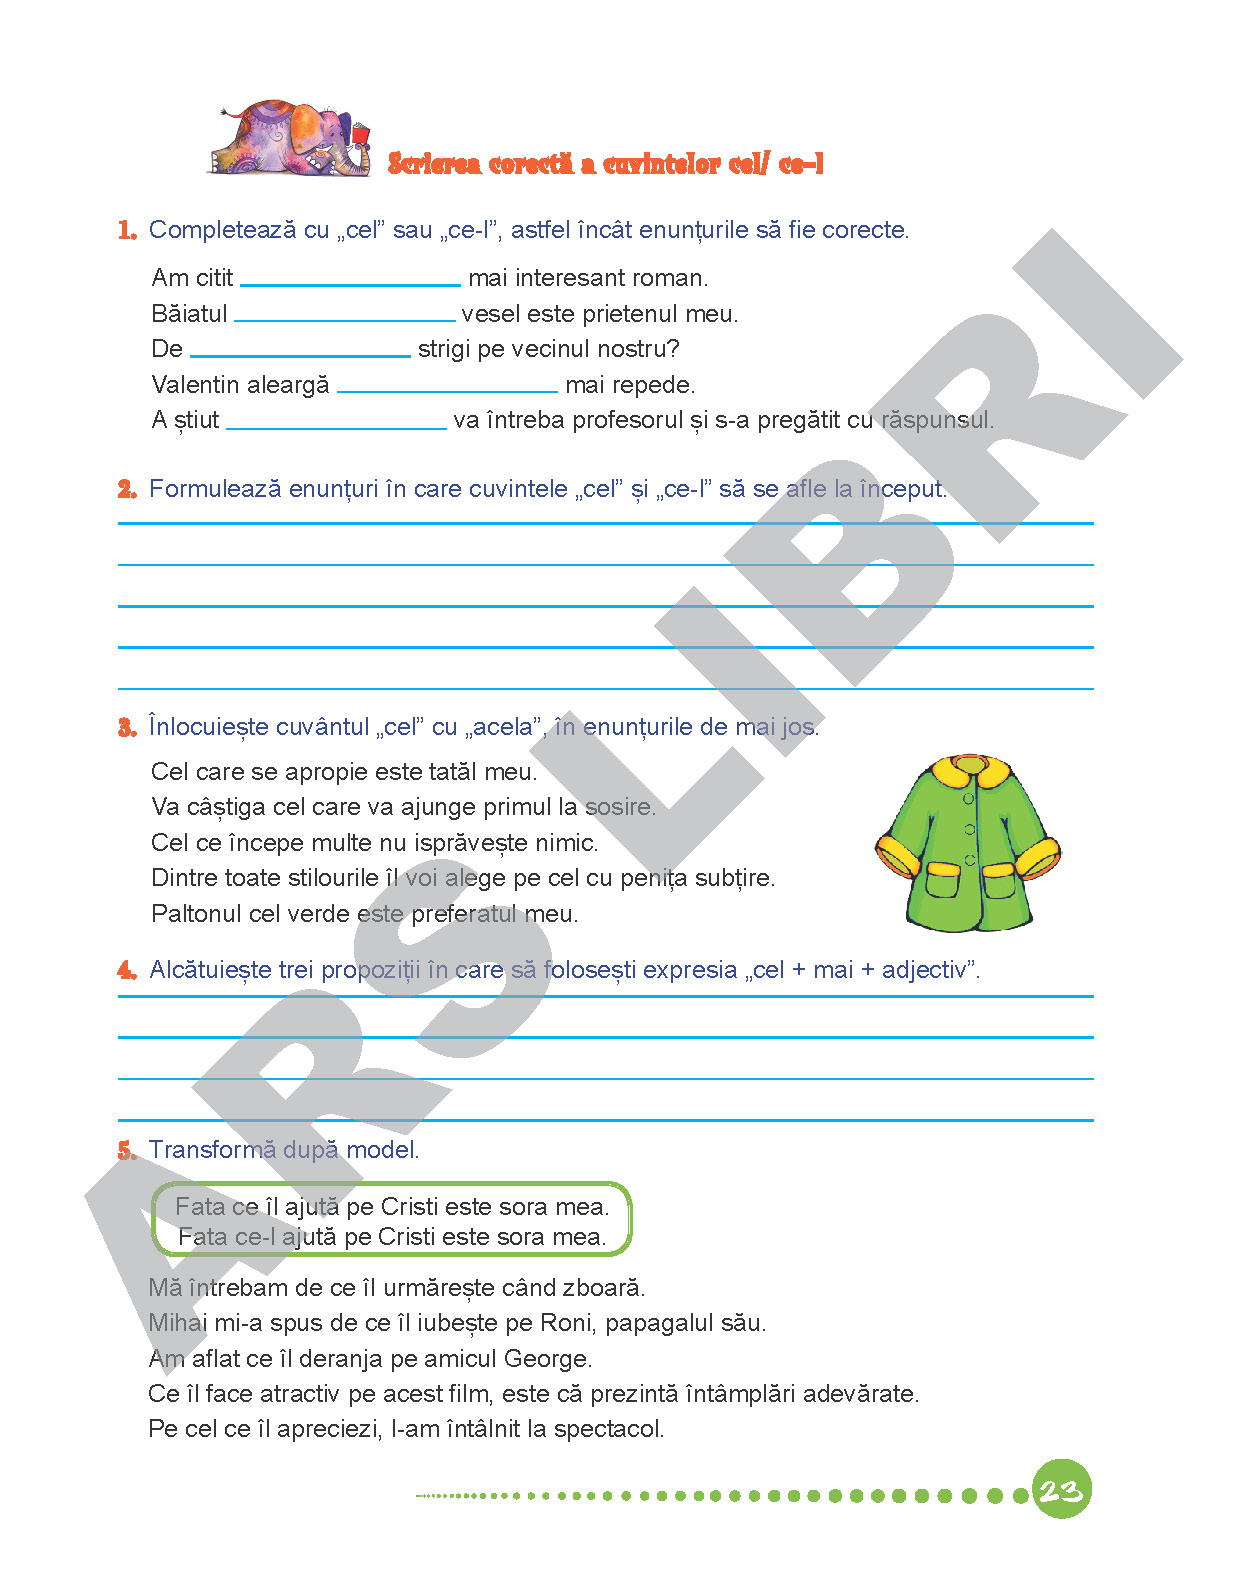 Scrierea corectă a cuvintelor cel/ ce-l
1. Completează cu „cel” sau „ce-l”, astfel încât enunțurile să fie corecte.
Am citit ____________ mai interesant roman.
Băiatul ____________ vesel este prietenul meu.
De ____________ strigi pe vecinul nostru?
Valentin aleargă ____________ mai repede.
A știut ____________ va întreba profesorul și s-a pregătit cu răspunsul.
2. Formulează enunțuri în care cuvintele „cel” și „ce-l” să se afle la început.
3. Înlocuiește cuvântul „cel” cu „acela”, în enunțurile de mai jos.
Cel care se apropie este tatăl meu.
Va câștiga cel care va ajunge primul la sosire.
Cel ce începe multe nu isprăvește nimic.
Dintre toate stilourile îl voi alege pe cel cu penița subțire.
Paltonul cel verde este preferatul meu.
4. Alcătuiește trei propoziții în care să folosești expresia „cel + mai + adjectiv”.
5. Transformă după model.
Fata ce îl ajută pe Cristi este sora mea.
Fata ce-l ajută pe Cristi este sora mea.
Mă întrebam de ce îl urmărește când zboară.
Mihai mi-a spus de ce îl iubește pe Roni, papagalul său.
Am aflat ce îl deranja pe amicul George.
Ce îl face atractiv pe acest film, este că prezintă întâmplări adevărate.
Pe cel ce îl apreciezi, l-am întâlnit la spectacol.
23
ARS LIBRI